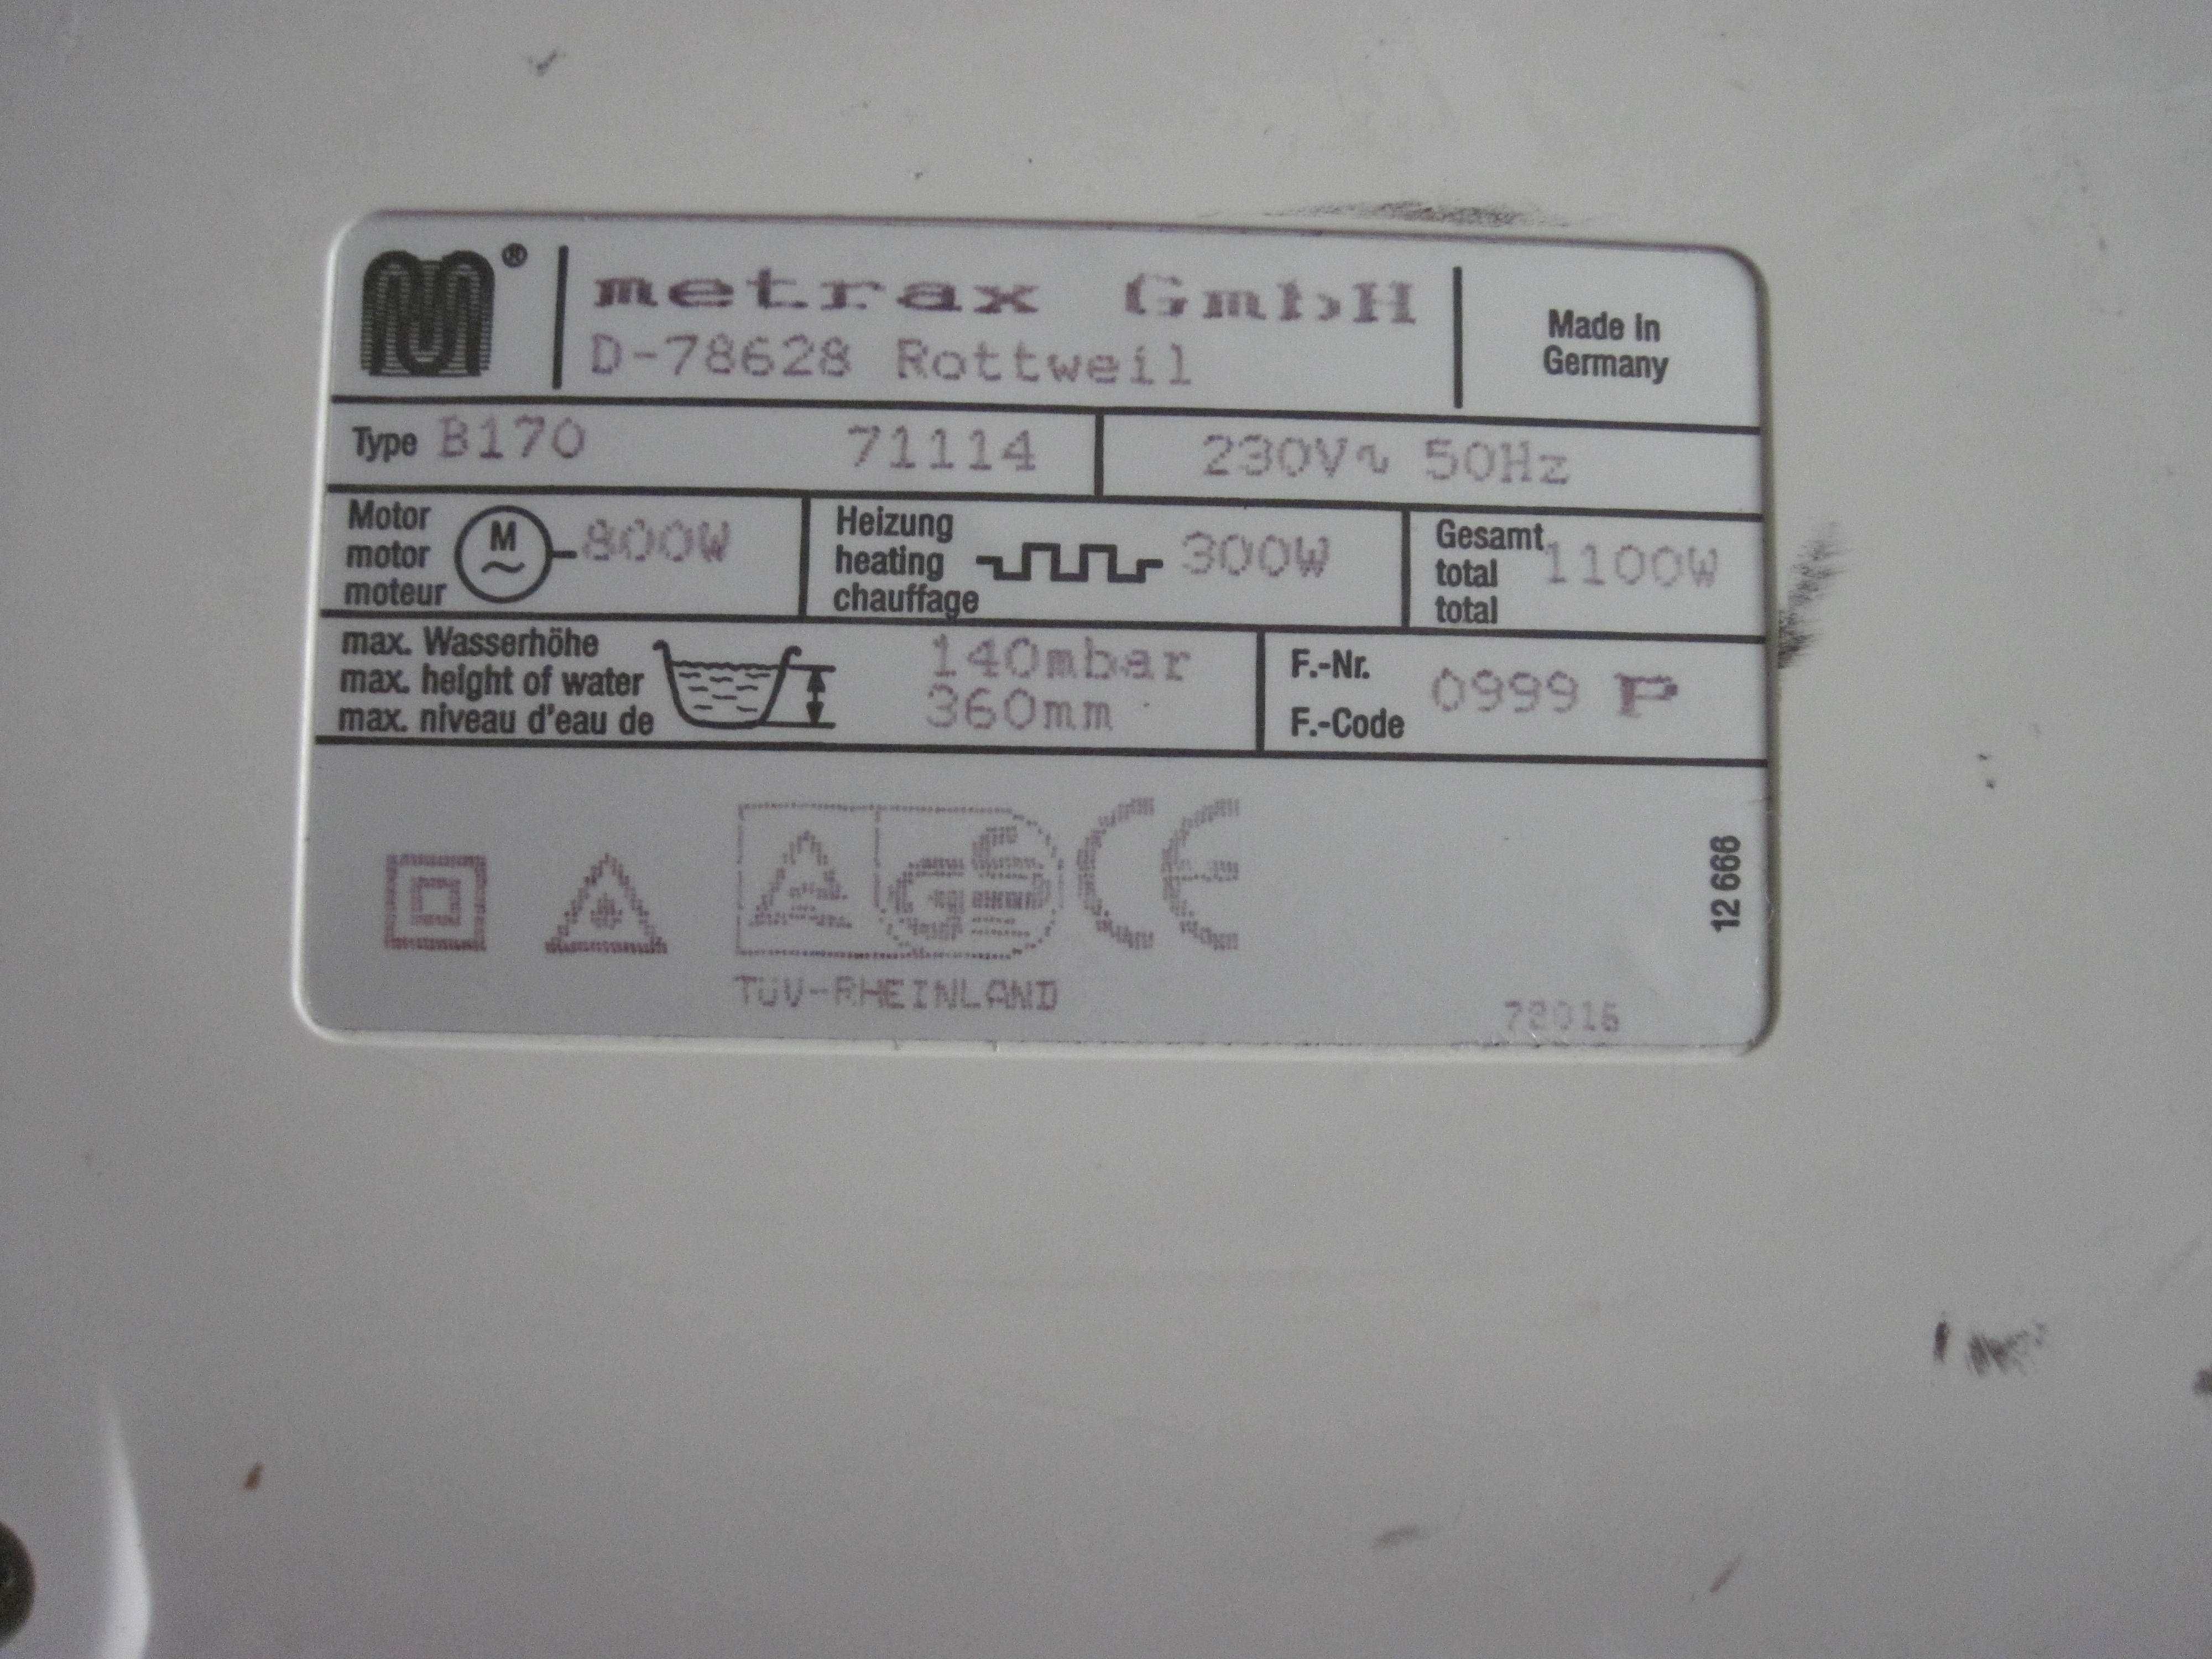 ®
metrax GmbH
D-78628 Rottweil
Made in
Germany
Type B170 71114
230V~ 50Hz
Motor
motor
moteur
M
800W
Heizung
heating
chauffage
300W
Gesamt
total
total
1100W
max. Wasserhöhe
max. height of water
max. niveau d'eau de
140mbar
360mm
F.-Nr.
F.-Code
0999 P
CE
TÜV-RHEINLAND
12 666